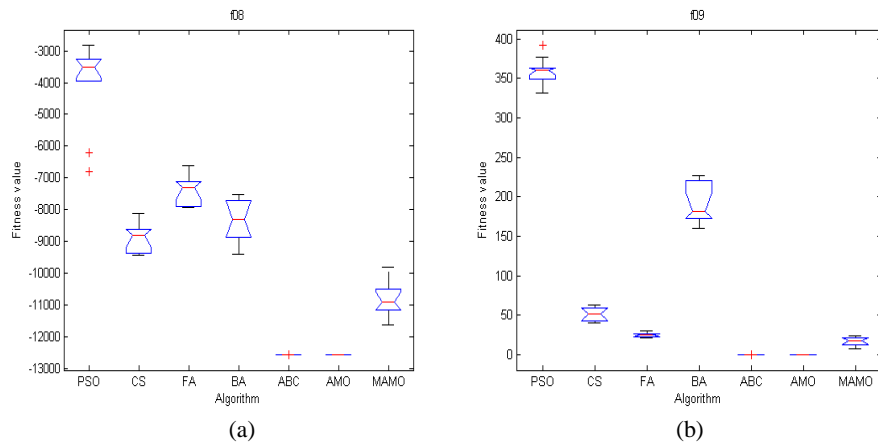 f08
-3000
-4000
-5000
-6000
-7000
-8000
-9000
-10000
-11000
-12000
-13000
Fitness value
PSO CS FA BA ABC AMO MAMO
Algorithm
(a)
f09
400
350
300
250
200
150
100
50
0
Fitness value
PSO CS FA BA ABC AMO MAMO
Algorithm
(b)